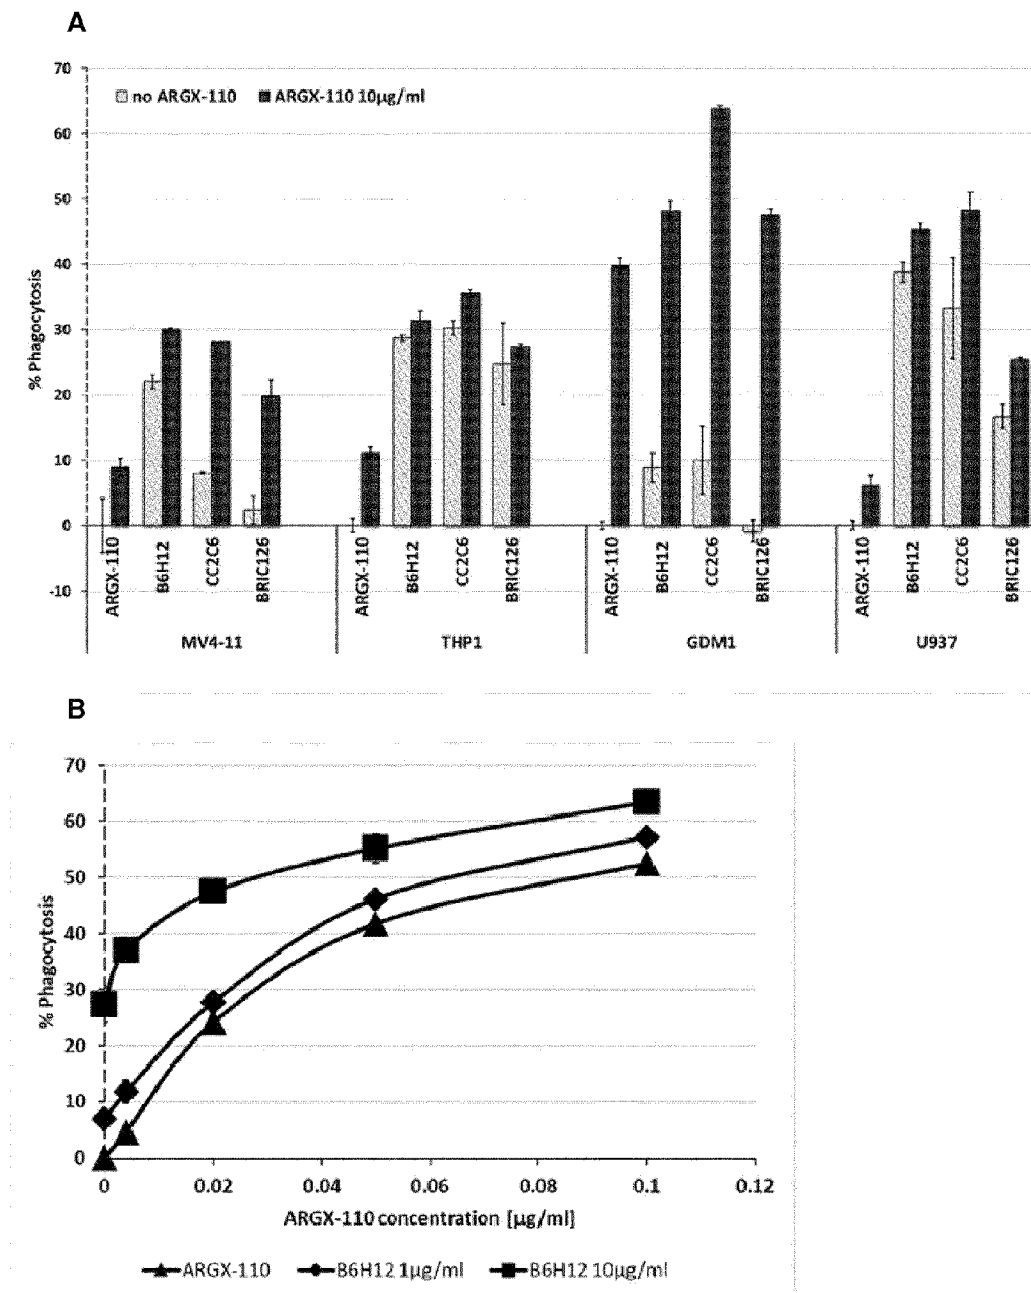 A
70
no ARGX-110 ARGX-110 10µg/ml
60
50
40
30
20
10
0
-10
% Phagocytosis
ARGX-110 B6H12 CC2C6 BRIC126 ARGX-110 B6H12 CC2C6 BRIC126 ARGX-110 B6H12 CC2C6 BRIC126 ARGX-110 B6H12 CC2C6 BRIC126
MV4-11 THP1 GDM1 U937
B
70
60
50
40
30
20
10
0
% Phagocytosis
0 0.02 0.04 0.06 0.08 0.1 0.12
ARGX-110 concentration [µg/ml]
ARGX-110 B6H12 1µg/ml B6H12 10µg/ml